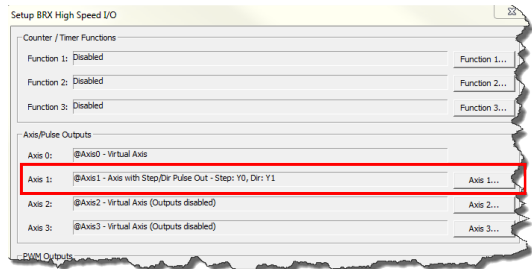 Setup BRX High Speed I/O
Counter / Timer Functions
Function 1: Disabled Function 1...
Function 2: Disabled Function 2...
Function 3: Disabled Function 3...
Axis/Pulse Outputs
Axis 0: @Axis0 - Virtual Axis
Axis 1: @Axis1 - Axis with Step/Dir Pulse Out - Step: Y0, Dir: Y1 Axis 1...
Axis 2: @Axis2 - Virtual Axis (Outputs disabled) Axis 2...
Axis 3: @Axis3 - Virtual Axis (Outputs disabled) Axis 3...
PWM Outputs